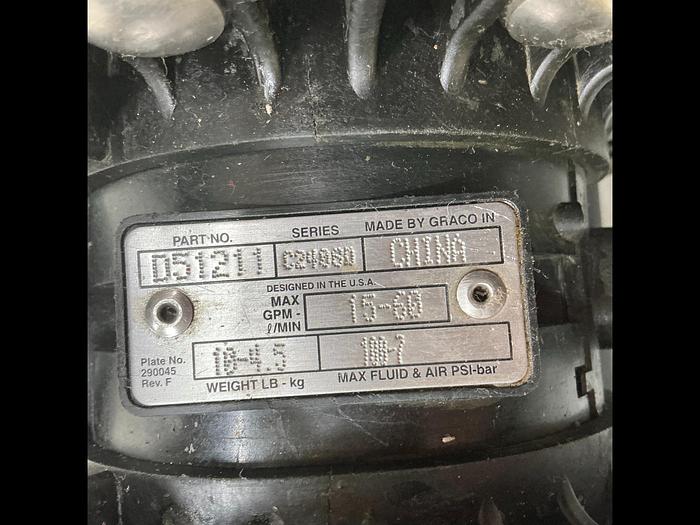 PART NO. SERIES MADE BY GRACO IN
D51211 C24060 CHINA
DESIGNED IN THE U.S.A.
MAX
GPM - 15-60
ℓ/MIN
Plate No.
290045
Rev. F
10-4.5 100-7
WEIGHT LB - kg MAX FLUID & AIR PSI-bar